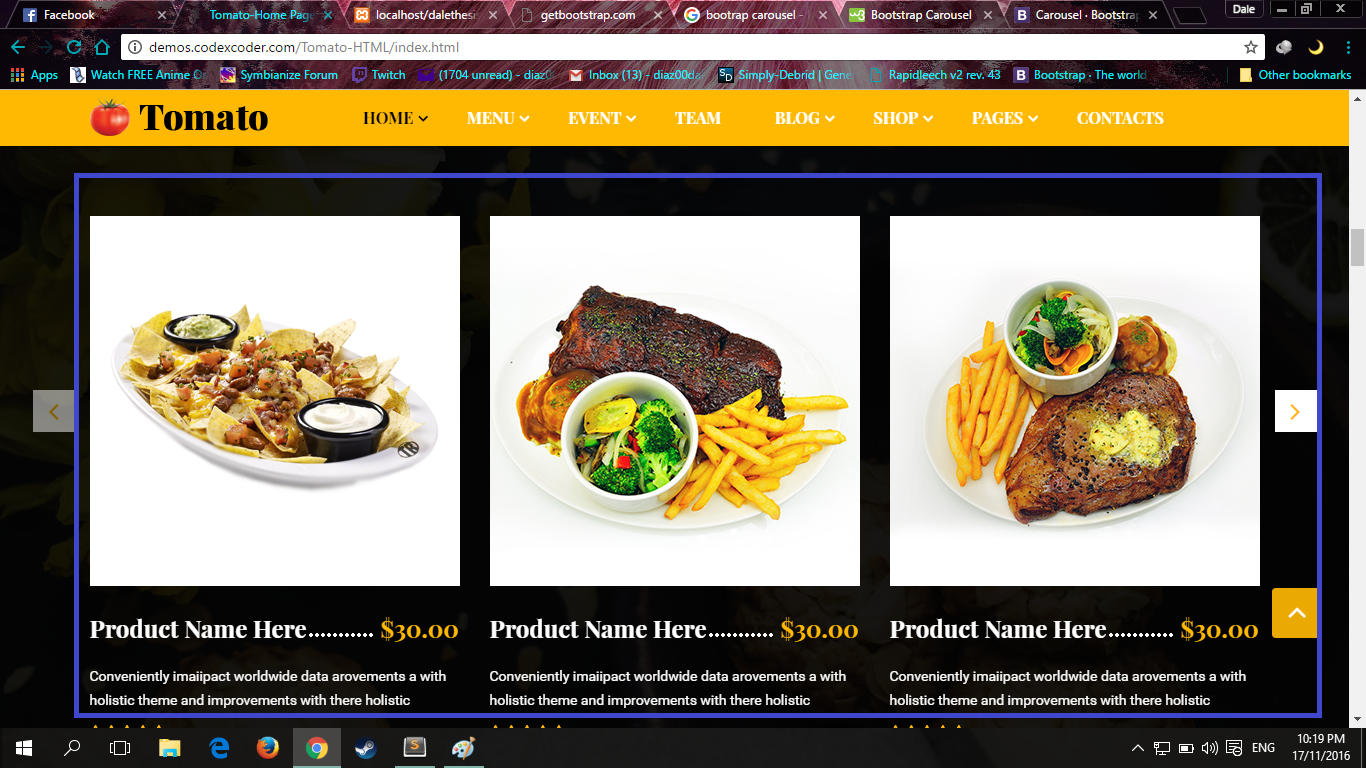 Dale
Facebook
Tomato-Home Page
localhost/dalethes
getbootstrap.com
bootrap carousel -
Bootstrap Carousel
Carousel · Bootstrap
demos.codexcoder.com/Tomato-HTML/index.html
Apps
Watch FREE Anime
Symbianize Forum
Twitch
(1704 unread) - diaz0
Inbox (13) - diaz00da
Simply-Debrid | Gene
Rapidleech v2 rev. 43
Bootstrap · The world
Other bookmarks
Tomato
HOME
MENU
EVENT
TEAM
BLOG
SHOP
PAGES
CONTACTS
Product Name Here ........... $30.00
Conveniently imaiipact worldwide data arovements a with
holistic theme and improvements with there holistic
Product Name Here ........... $30.00
Conveniently imaiipact worldwide data arovements a with
holistic theme and improvements with there holistic
Product Name Here ........... $30.00
Conveniently imaiipact worldwide data arovements a with
holistic theme and improvements with there holistic
ENG
10:19 PM
17/11/2016